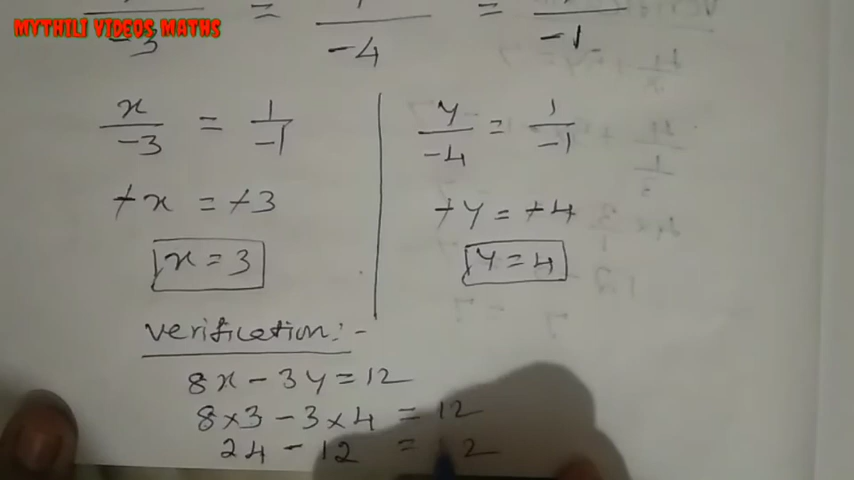 MYTHILI VIDEOS MATHS
/-3 = /-4 = /-1
x/-3 = 1/-1
+x = +3
x = 3
y/-4 = 1/-1
+y = +4
y = 4
verification:-
8x - 3y = 12
8×3 - 3×4 = 12
24 - 12 = 12